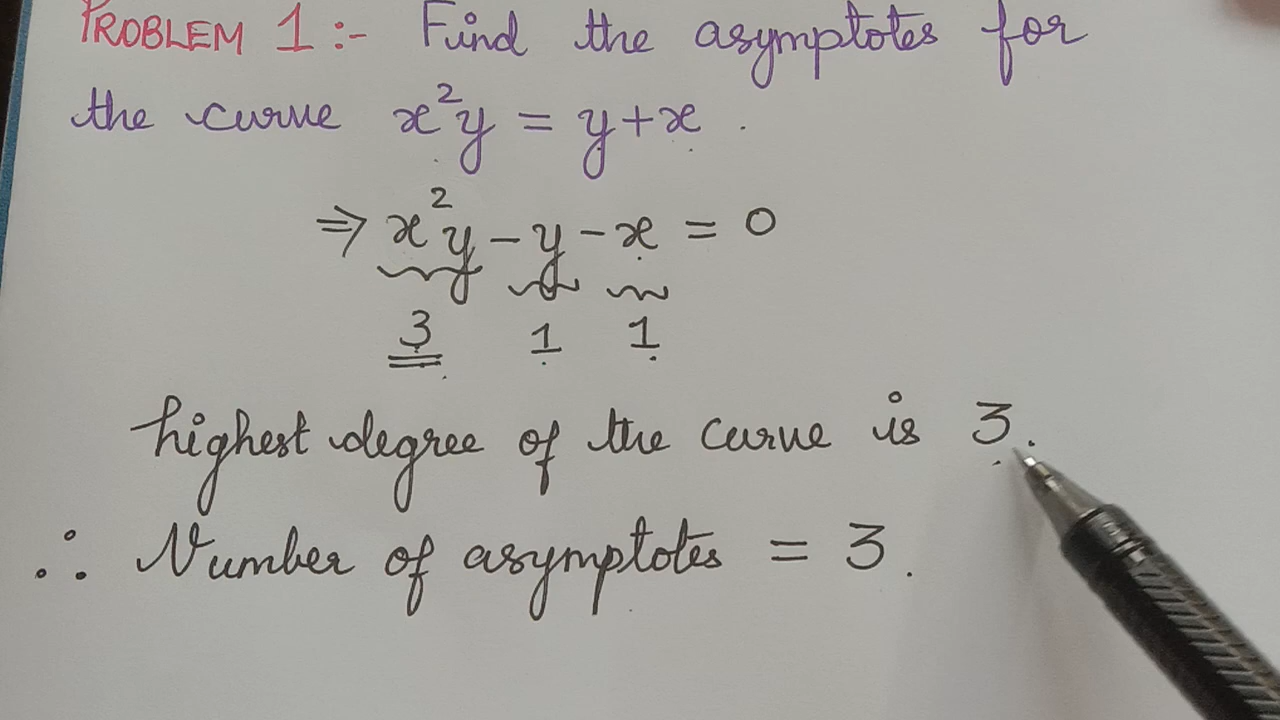 PROBLEM 1 :- Find the asymptotes for
the curve x²y = y + x .
⇒ x²y - y - x = 0
3 1 1
highest degree of the curve is 3.
∴ Number of asymptotes = 3.